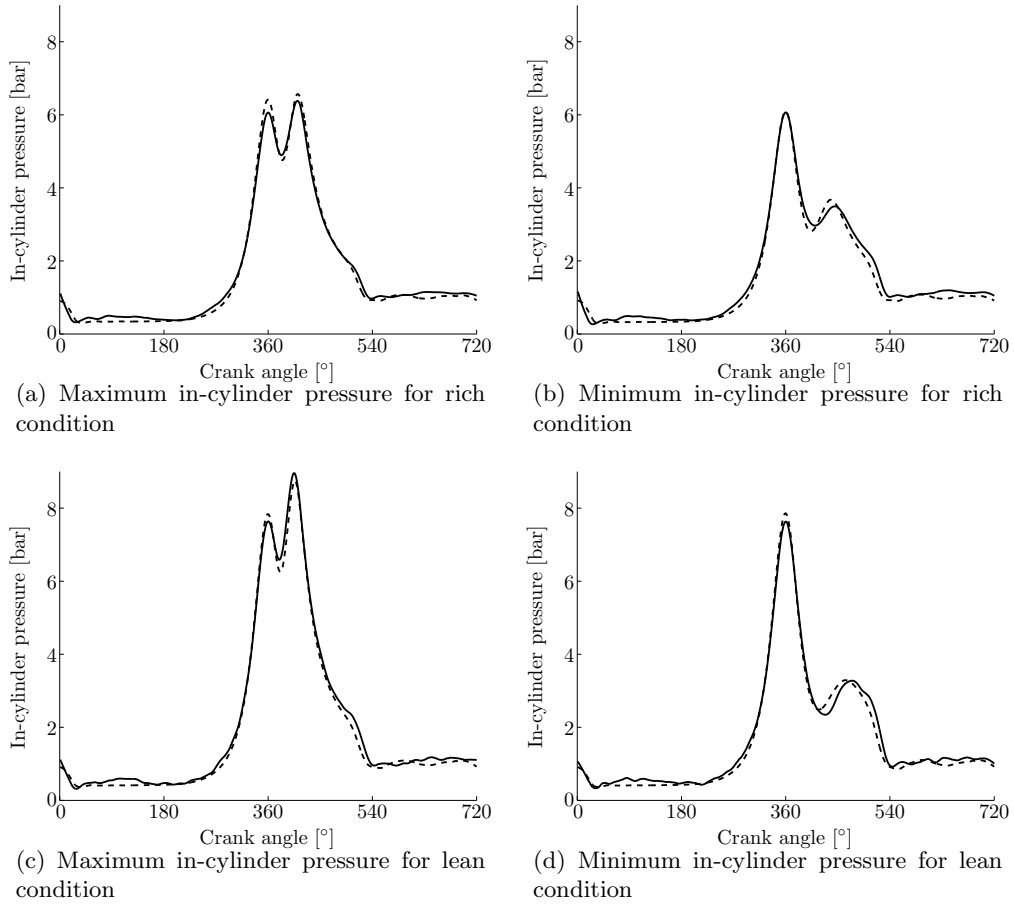 8
6
4
2
0
In-cylinder pressure [bar]
0 180 360 540 720
Crank angle [°]
(a) Maximum in-cylinder pressure for rich
condition
8
6
4
2
0
In-cylinder pressure [bar]
0 180 360 540 720
Crank angle [°]
(b) Minimum in-cylinder pressure for rich
condition
8
6
4
2
0
In-cylinder pressure [bar]
0 180 360 540 720
Crank angle [°]
(c) Maximum in-cylinder pressure for lean
condition
8
6
4
2
0
In-cylinder pressure [bar]
0 180 360 540 720
Crank angle [°]
(d) Minimum in-cylinder pressure for lean
condition